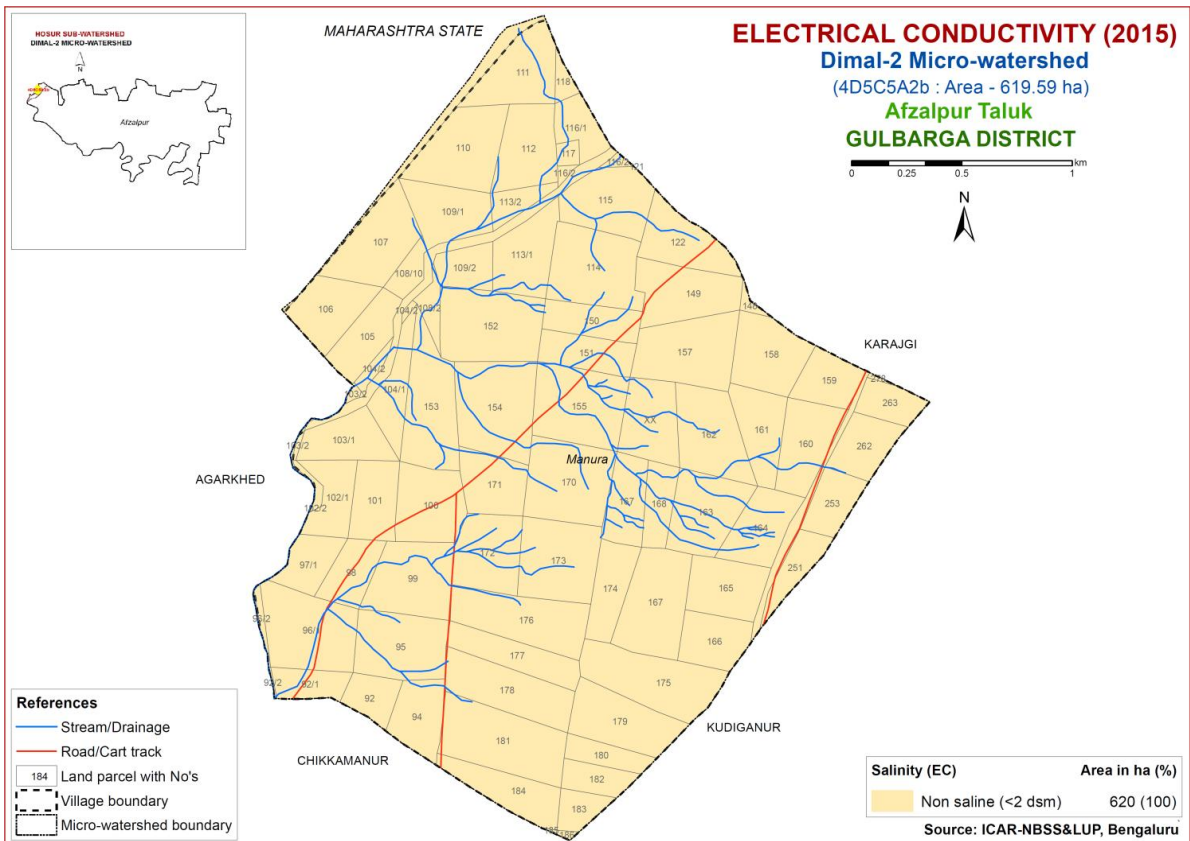 HOSUR SUB-WATERSHED
DIMAL-2 MICRO-WATERSHED
N
Afzalpur
MAHARASHTRA STATE
ELECTRICAL CONDUCTIVITY (2015)
Dimal-2 Micro-watershed
(4D5C5A2b : Area - 619.59 ha)
Afzalpur Taluk
GULBARGA DISTRICT
km
0 0.25 0.5 1
N
111
118
116/1
110
112
117
116/2
121
115
113/2
109/1
122
107
113/1
114
109/2
108/10
149
106
104/2
150
152
105
151
157
158
KARAJGI
159
104/2
103/2
104/1
153
154
155
XX
263
161
162
160
262
103/1
AGARKHED
Manura
102/1
101
100
171
170
167
168
163
253
164
97/1
98
99
172
173
174
167
165
251
96/1
176
166
95
177
175
92/2
92/1
92
178
94
179
KUDIGANUR
181
180
182
CHIKKAMANUR
184
183
References
Stream/Drainage
Road/Cart track
184 Land parcel with No's
Village boundary
Micro-watershed boundary
Salinity (EC) Area in ha (%)
Non saline (<2 dsm) 620 (100)
Source: ICAR-NBSS&LUP, Bengaluru